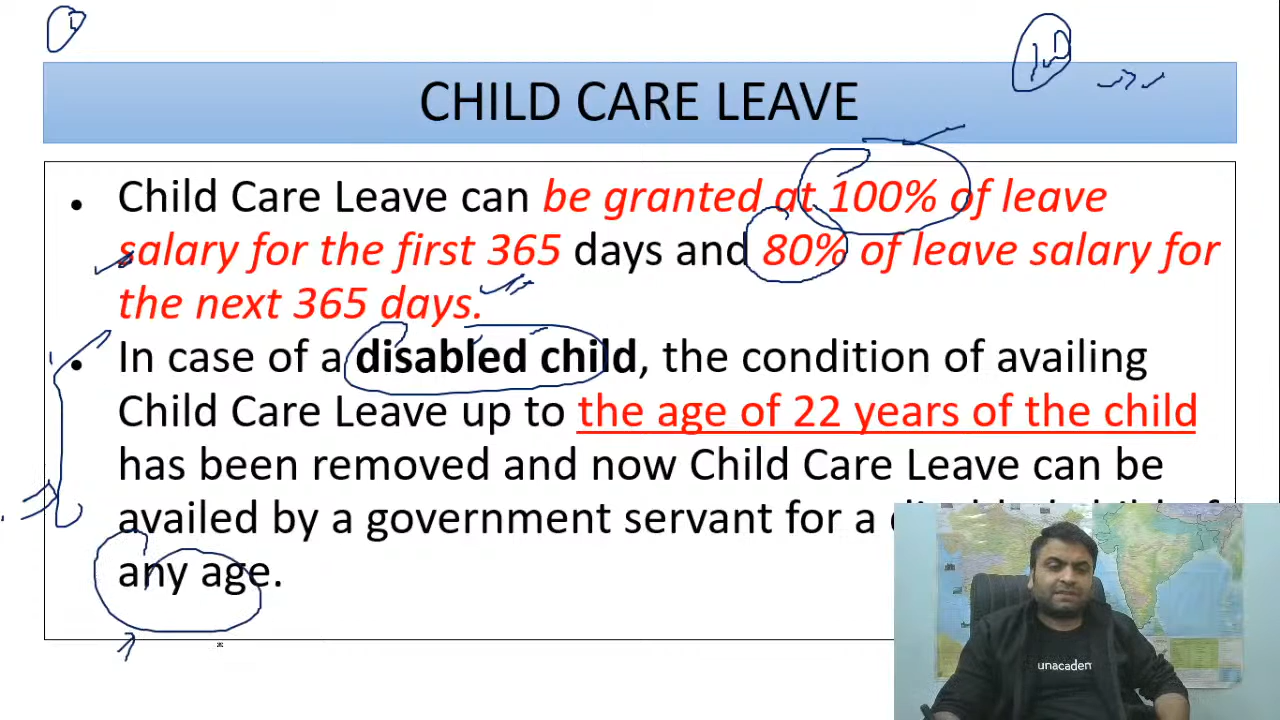 CHILD CARE LEAVE
• Child Care Leave can be granted at 100% of leave
salary for the first 365 days and 80% of leave salary for
the next 365 days.
• In case of a disabled child, the condition of availing
Child Care Leave up to the age of 22 years of the child
has been removed and now Child Care Leave can be
availed by a government servant for a
any age.
unacadem